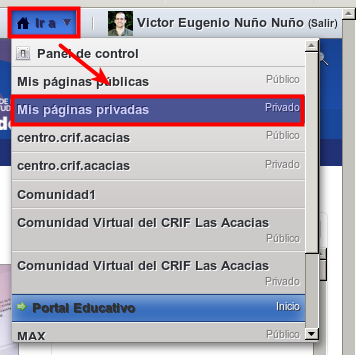 Ir a
Victor Eugenio Nuño Nuño (Salir)
Panel de control
Mis páginas públicas
Público
Mis páginas privadas
Privado
centro.crif.acacias
Público
centro.crif.acacias
Privado
Comunidad1
Comunidad Virtual del CRIF Las Acacias
Público
Comunidad Virtual del CRIF Las Acacias
Privado
Portal Educativo
Inicio
MAX
Público